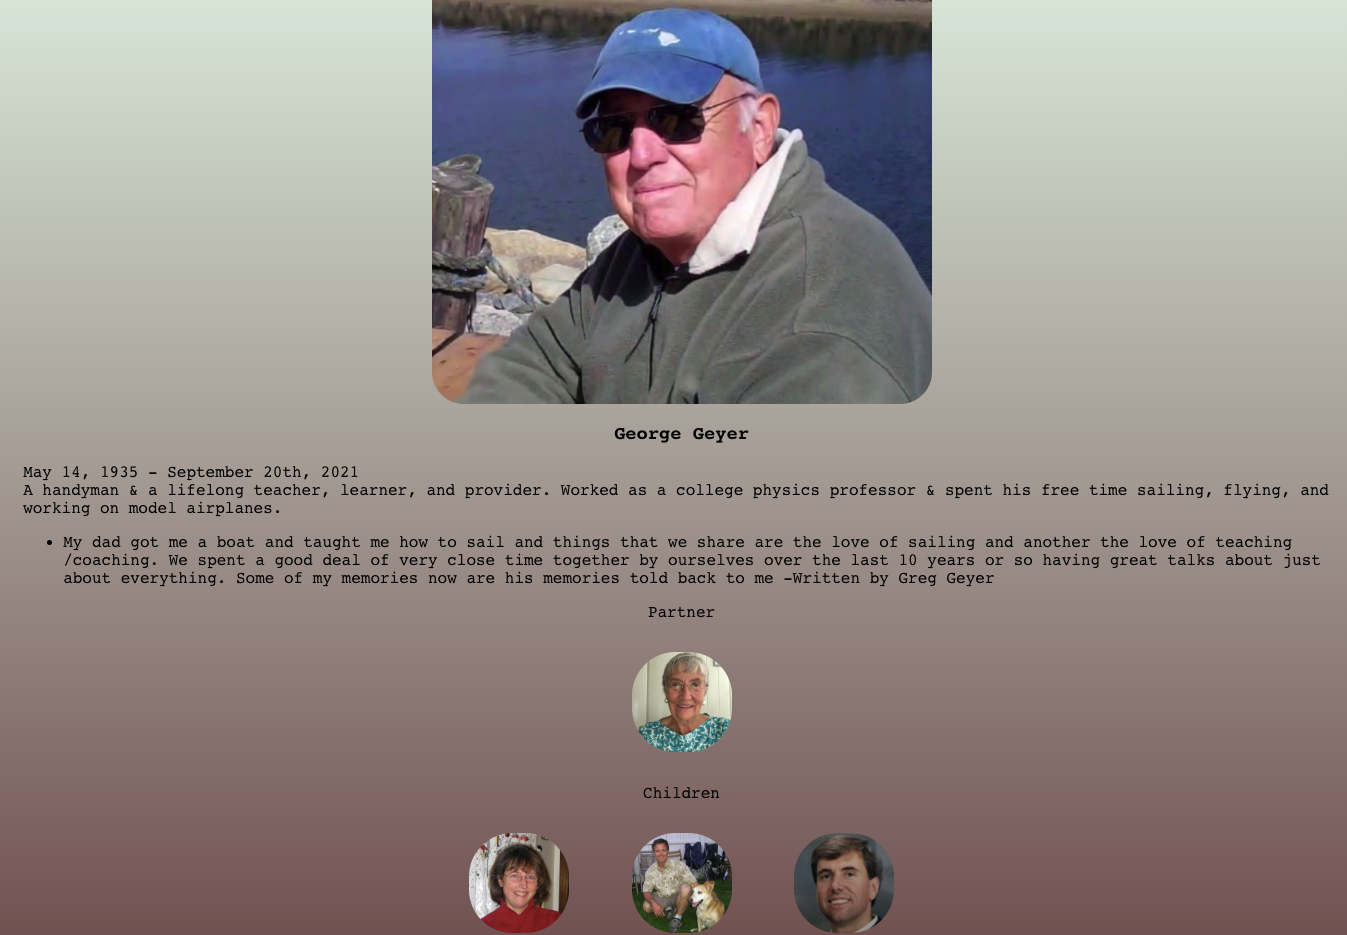 George Geyer
May 14, 1935 - September 20th, 2021
A handyman & a lifelong teacher, learner, and provider. Worked as a college physics professor & spent his free time sailing, flying, and
working on model airplanes.
• My dad got me a boat and taught me how to sail and things that we share are the love of sailing and another the love of teaching
/coaching. We spent a good deal of very close time together by ourselves over the last 10 years or so having great talks about just
about everything. Some of my memories now are his memories told back to me -Written by Greg Geyer
Partner
Children